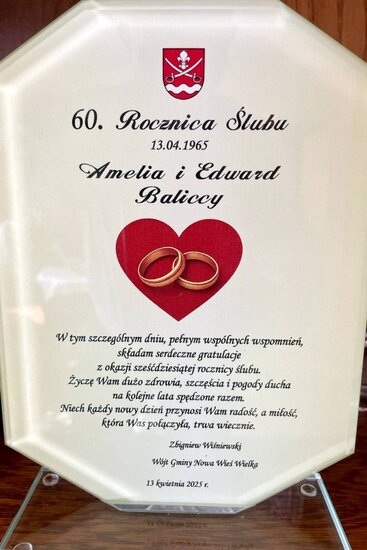 60. Rocznica Ślubu
13.04.1965
Amelia i Edward
Baliccy
W tym szczególnym dniu, pełnym wspólnych wspomnień,
składam serdeczne gratulacje
z okazji sześćdziesiątej rocznicy ślubu.
Życzę Wam dużo zdrowia, szczęścia i pogody ducha
na kolejne lata spędzone razem.
Niech każdy nowy dzień przynosi Wam radość, a miłość,
która Was połączyła, trwa wiecznie.
Zbigniew Wiśniewski
Wójt Gminy Nowa Wieś Wielka
13 kwietnia 2025 r.